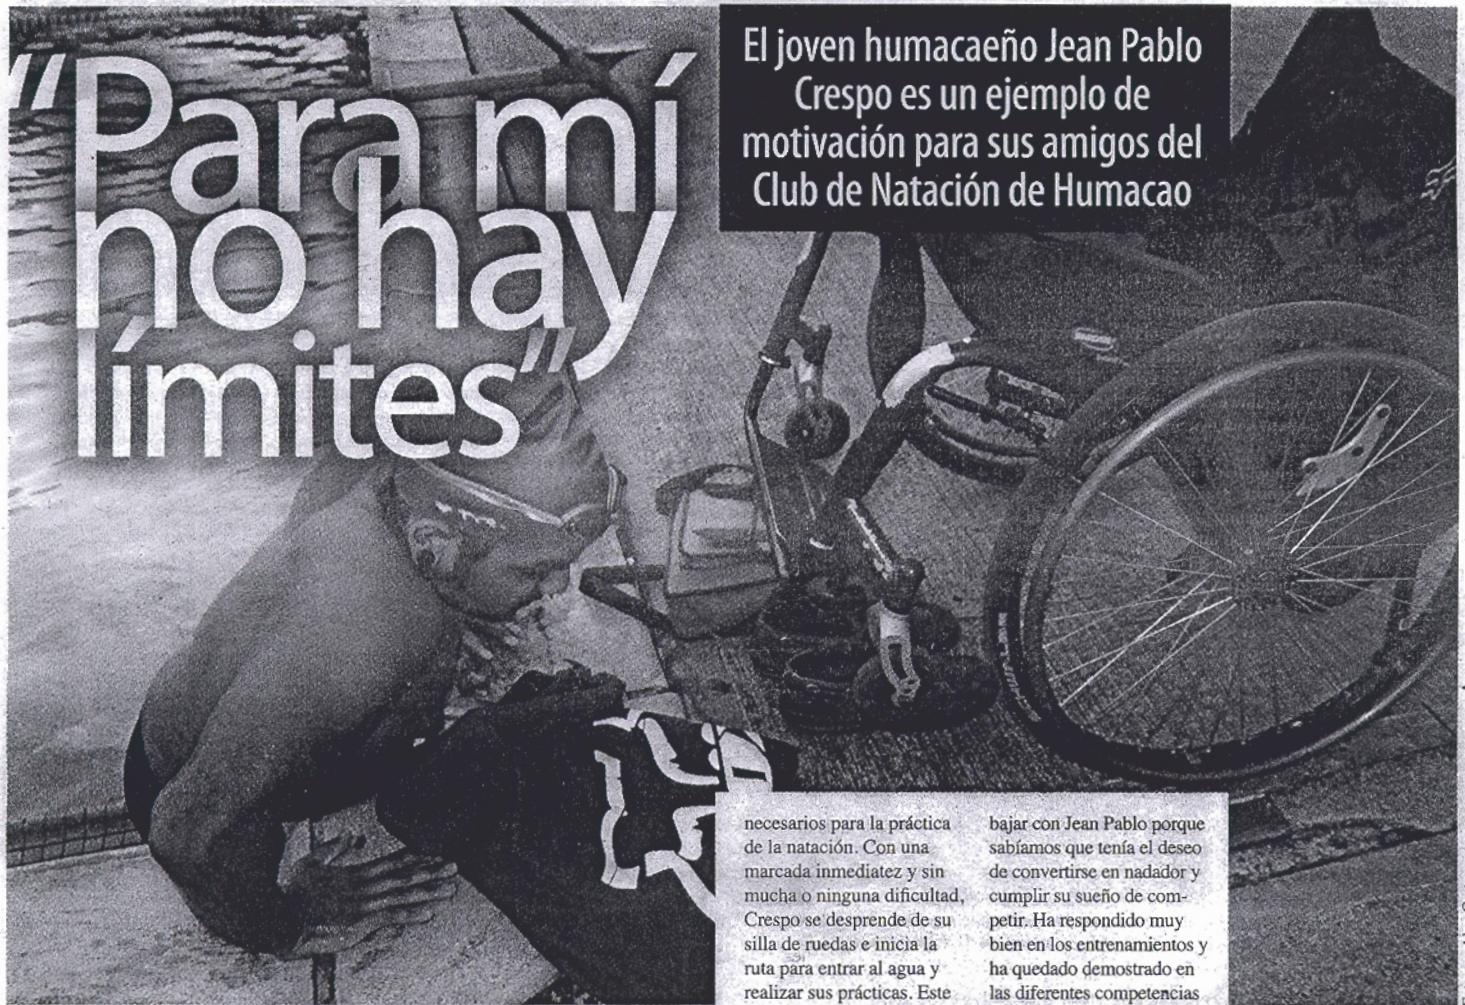 “Para mí
no hay
límites”
El joven humacaeño Jean Pablo
Crespo es un ejemplo de
motivación para sus amigos del
Club de Natación de Humacao
necesarios para la práctica
de la natación. Con una
marcada inmediatez y sin
mucha o ninguna dificultad,
Crespo se desprende de su
silla de ruedas e inicia la
ruta para entrar al agua y
realizar sus prácticas. Este
bajar con Jean Pablo porque
sabíamos que tenía el deseo
de convertirse en nadador y
cumplir su sueño de com-
petir. Ha respondido muy
bien en los entrenamientos y
ha quedado demostrado en
las diferentes competencias